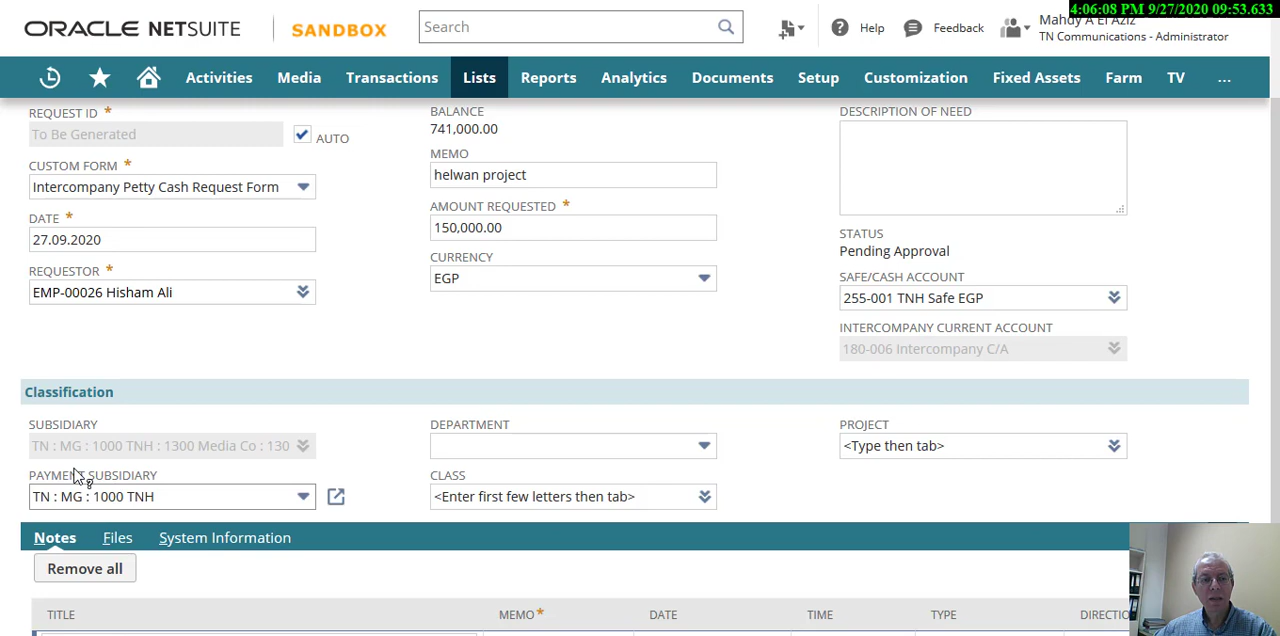 4:06:08 PM 9/27/2020 09:53.633
ORACLE NETSUITE
SANDBOX
Search
Help
Feedback
Mahdy A El Aziz
TN Communications - Administrator
Activities
Media
Transactions
Lists
Reports
Analytics
Documents
Setup
Customization
Fixed Assets
Farm
TV
...
REQUEST ID *
To Be Generated
AUTO
CUSTOM FORM *
Intercompany Petty Cash Request Form
DATE *
27.09.2020
REQUESTOR *
EMP-00026 Hisham Ali
BALANCE
741,000.00
MEMO
helwan project
AMOUNT REQUESTED *
150,000.00
CURRENCY
EGP
DESCRIPTION OF NEED
STATUS
Pending Approval
SAFE/CASH ACCOUNT
255-001 TNH Safe EGP
INTERCOMPANY CURRENT ACCOUNT
180-006 Intercompany C/A
Classification
SUBSIDIARY
TN : MG : 1000 TNH : 1300 Media Co : 130
PAYMENT SUBSIDIARY
TN : MG : 1000 TNH
DEPARTMENT
CLASS
<Enter first few letters then tab>
PROJECT
<Type then tab>
Notes
Files
System Information
Remove all
TITLE
MEMO*
DATE
TIME
TYPE
DIRECTIO